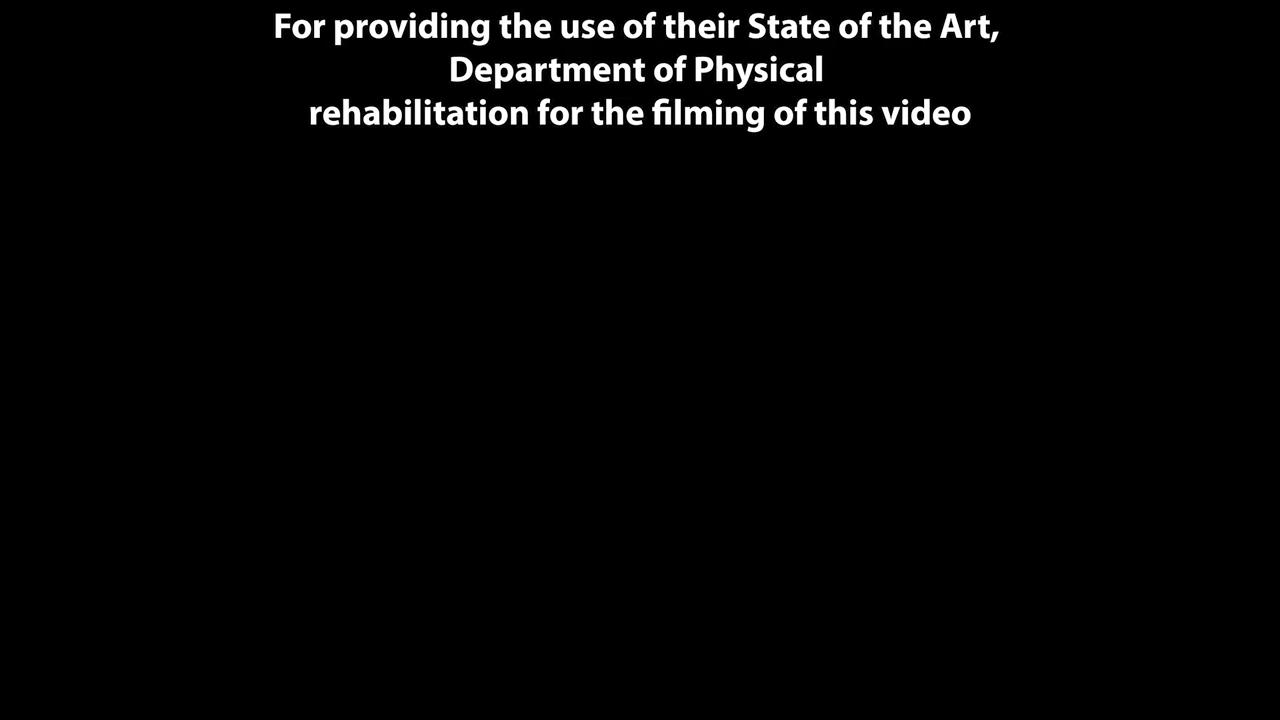 For providing the use of their State of the Art,
Department of Physical
rehabilitation for the filming of this video